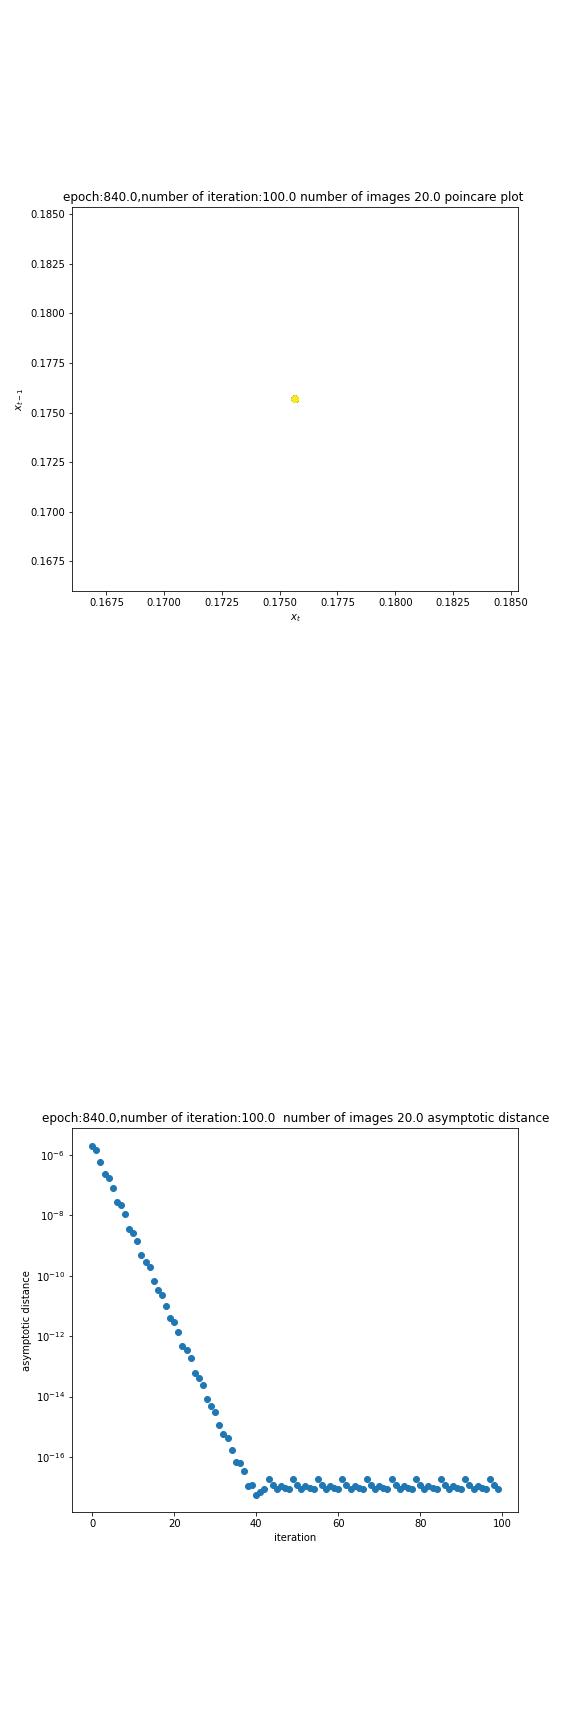 epoch:840.0,number of iteration:100.0 number of images 20.0 poincare plot
0.1850
0.1825
0.1800
0.1775
0.1750
0.1725
0.1700
0.1675
x_{t-1}
0.1675 0.1700 0.1725 0.1750 0.1775 0.1800 0.1825 0.1850
x_t
epoch:840.0,number of iteration:100.0  number of images 20.0 asymptotic distance
10^{-6}
10^{-8}
10^{-10}
10^{-12}
10^{-14}
10^{-16}
asymptotic distance
0 20 40 60 80 100
iteration